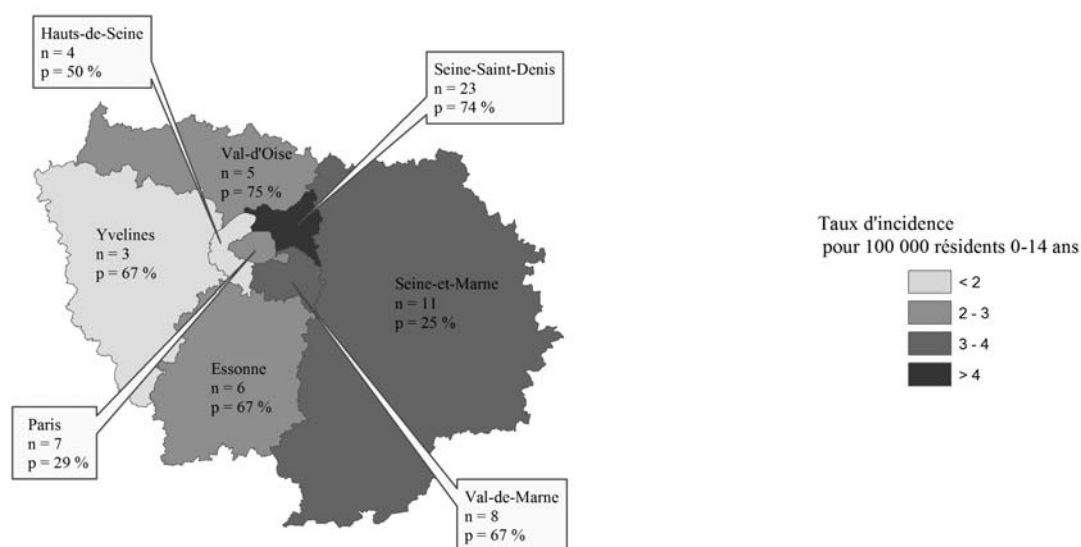 Hauts-de-Seine
n = 4
p = 50 %
Seine-Saint-Denis
n = 23
p = 74 %
Val-d'Oise
n = 5
p = 75 %
Yvelines
n = 3
p = 67 %
Seine-et-Marne
n = 11
p = 25 %
Essonne
n = 6
p = 67 %
Paris
n = 7
p = 29 %
Val-de-Marne
n = 8
p = 67 %
Taux d'incidence
pour 100 000 résidents 0-14 ans
< 2
2 - 3
3 - 4
> 4